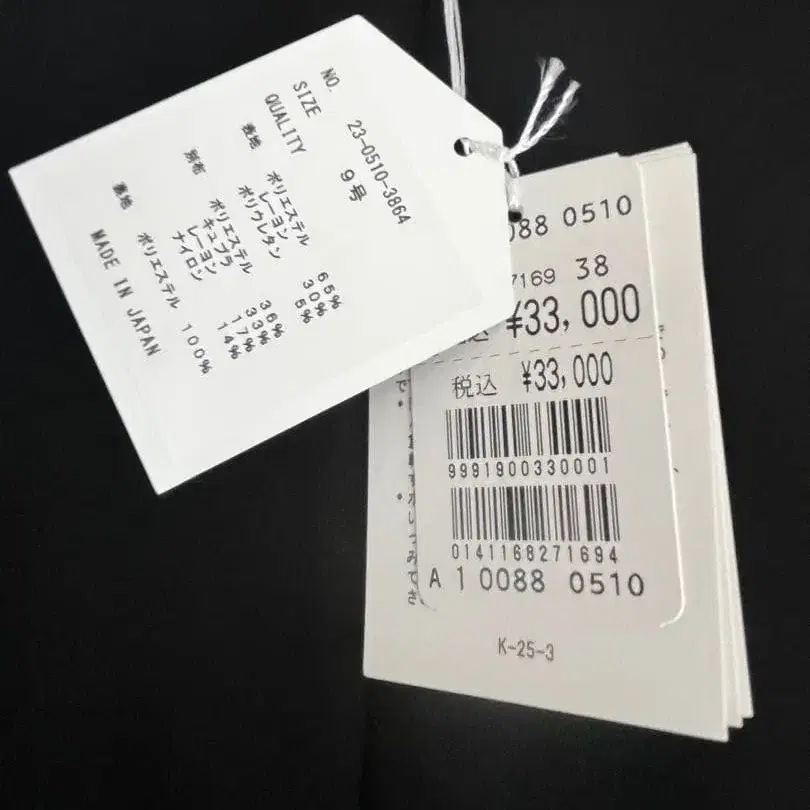 NO. 23-0510-3864
SIZE 9号
QUALITY
表地 ポリエステル 65%
レーヨン 30%
ポリウレタン 5%
別布 ポリエステル 36%
キュプラ 33%
レーヨン 17%
ナイロン 14%
裏地 ポリエステル 100%
MADE IN JAPAN
088 0510
7169 38
¥33,000
税込 ¥33,000
9991900330001
0141168271694
A 1 0088 0510
K-25-3